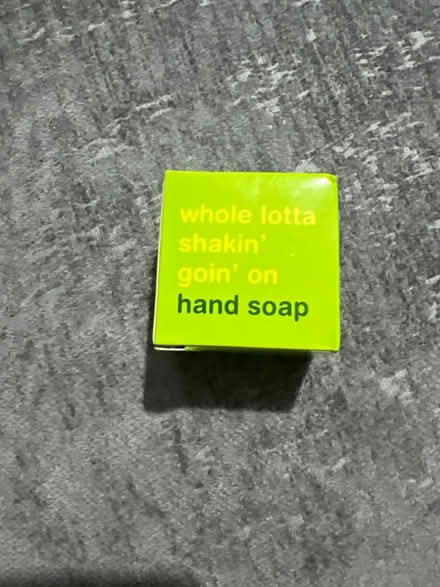 whole lotta
shakin'
goin' on
hand soap